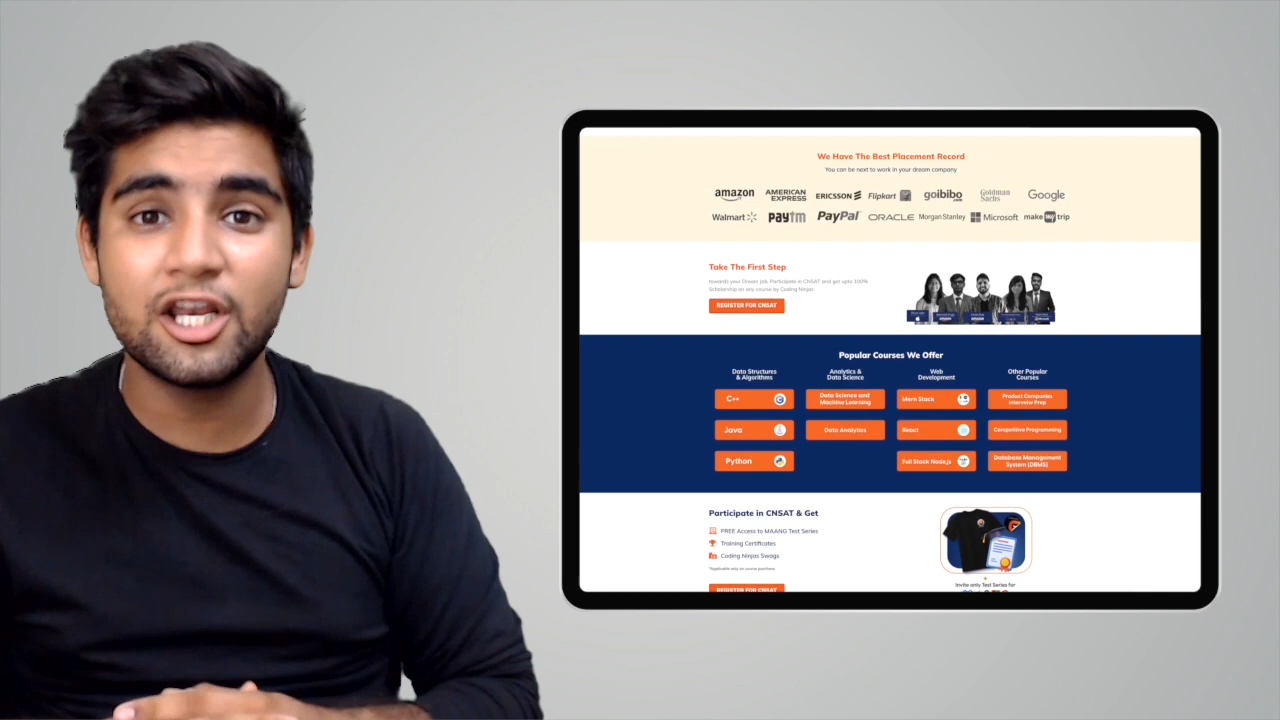 We Have The Best Placement Record
You can be next to work in your dream company
amazon AMERICAN EXPRESS ERICSSON Flipkart goibibo.com Goldman Sachs Google
Walmart paytm PayPal ORACLE Morgan Stanley Microsoft make my trip
Take The First Step
towards your Dream Job. Participate in CNSAT and get upto 100%
Scholarship on any course by Coding Ninjas
REGISTER FOR CNSAT
Popular Courses We Offer
Data Structures
& Algorithms
C++
Java
Python
Analytics &
Data Science
Data Science and
Machine Learning
Data Analytics
Web
Development
Mern Stack
React
Full Stack Node.js
Other Popular
Courses
Product Companies
Interveiw Prep
Competitive Programming
Database Management
System (DBMS)
Participate in CNSAT & Get
FREE Access to MAANG Test Series
Training Certificates
Coding Ninjas Swags
*Applicable only on course purchase
REGISTER FOR CNSAT
+
Invite only Test Series for